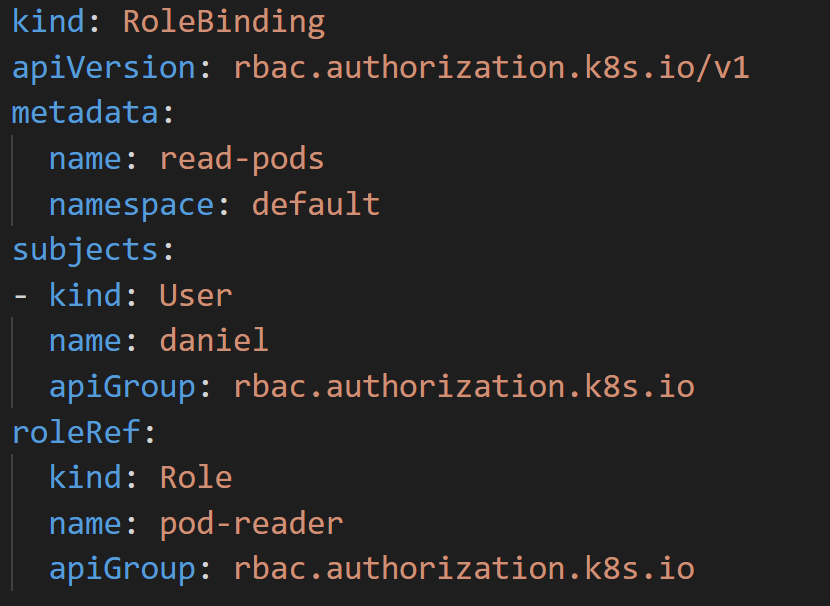 kind: RoleBinding
apiVersion: rbac.authorization.k8s.io/v1
metadata:
  name: read-pods
  namespace: default
subjects:
- kind: User
  name: daniel
  apiGroup: rbac.authorization.k8s.io
roleRef:
  kind: Role
  name: pod-reader
  apiGroup: rbac.authorization.k8s.io